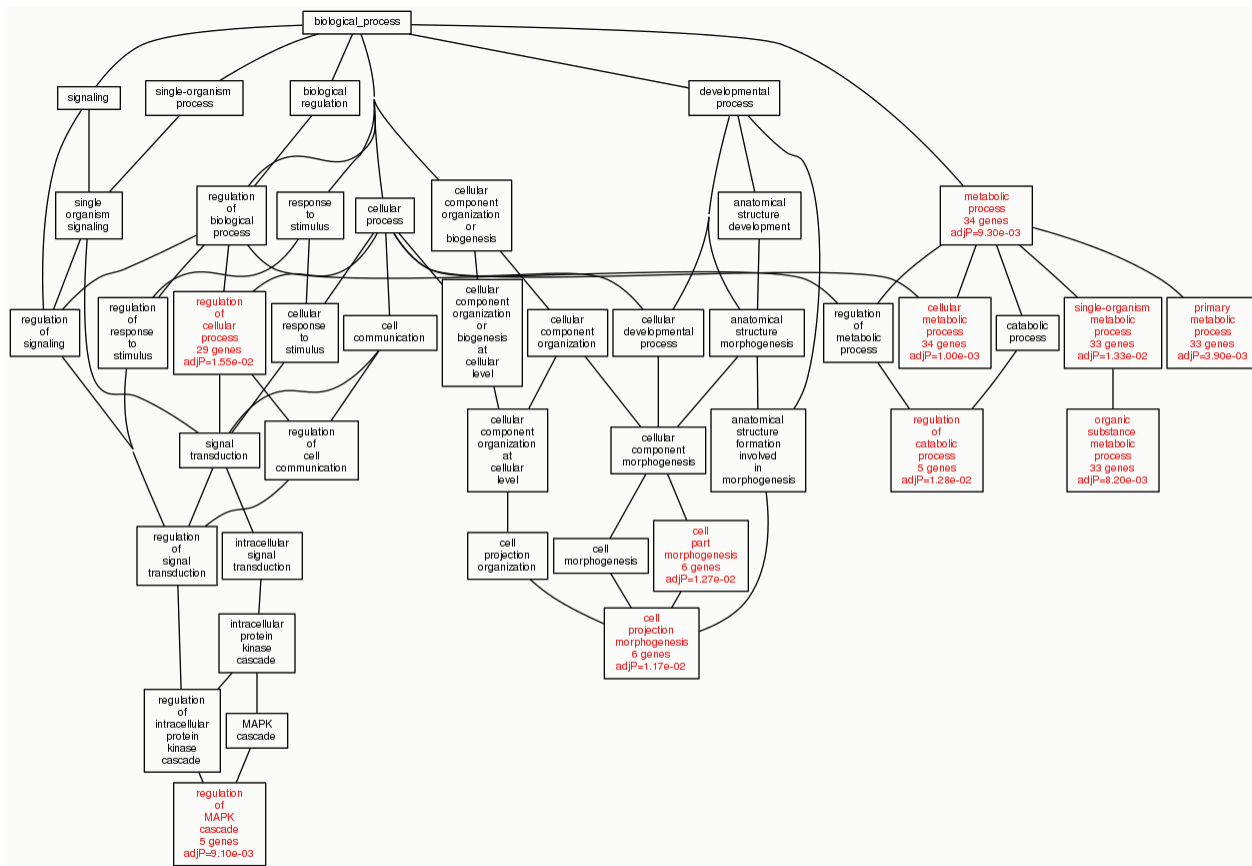 biological_process
signaling
single-organism
process
biological
regulation
developmental
process
single
organism
signaling
regulation
of
biological
process
response
to
stimulus
cellular
process
cellular
component
organization
or
biogenesis
anatomical
structure
development
metabolic
process
34 genes
adjP=9.30e-03
regulation
of
signaling
regulation
of
response
to
stimulus
regulation
of
cellular
process
29 genes
adjP=1.55e-02
cellular
response
to
stimulus
cell
communication
cellular
component
organization
or
biogenesis
at
cellular
level
cellular
component
organization
cellular
developmental
process
anatomical
structure
morphogenesis
regulation
of
metabolic
process
cellular
metabolic
process
34 genes
adjP=1.00e-03
catabolic
process
single-organism
metabolic
process
33 genes
adjP=1.33e-02
primary
metabolic
process
33 genes
adjP=3.90e-03
signal
transduction
regulation
of
cell
communication
cellular
component
organization
at
cellular
level
cellular
component
morphogenesis
anatomical
structure
formation
involved
in
morphogenesis
regulation
of
catabolic
process
5 genes
adjP=1.28e-02
organic
substance
metabolic
process
33 genes
adjP=8.20e-03
regulation
of
signal
transduction
intracellular
signal
transduction
cell
projection
organization
cell
morphogenesis
cell
part
morphogenesis
6 genes
adjP=1.27e-02
intracellular
protein
kinase
cascade
cell
projection
morphogenesis
6 genes
adjP=1.17e-02
regulation
of
intracellular
protein
kinase
cascade
MAPK
cascade
regulation
of
MAPK
cascade
5 genes
adjP=9.10e-03